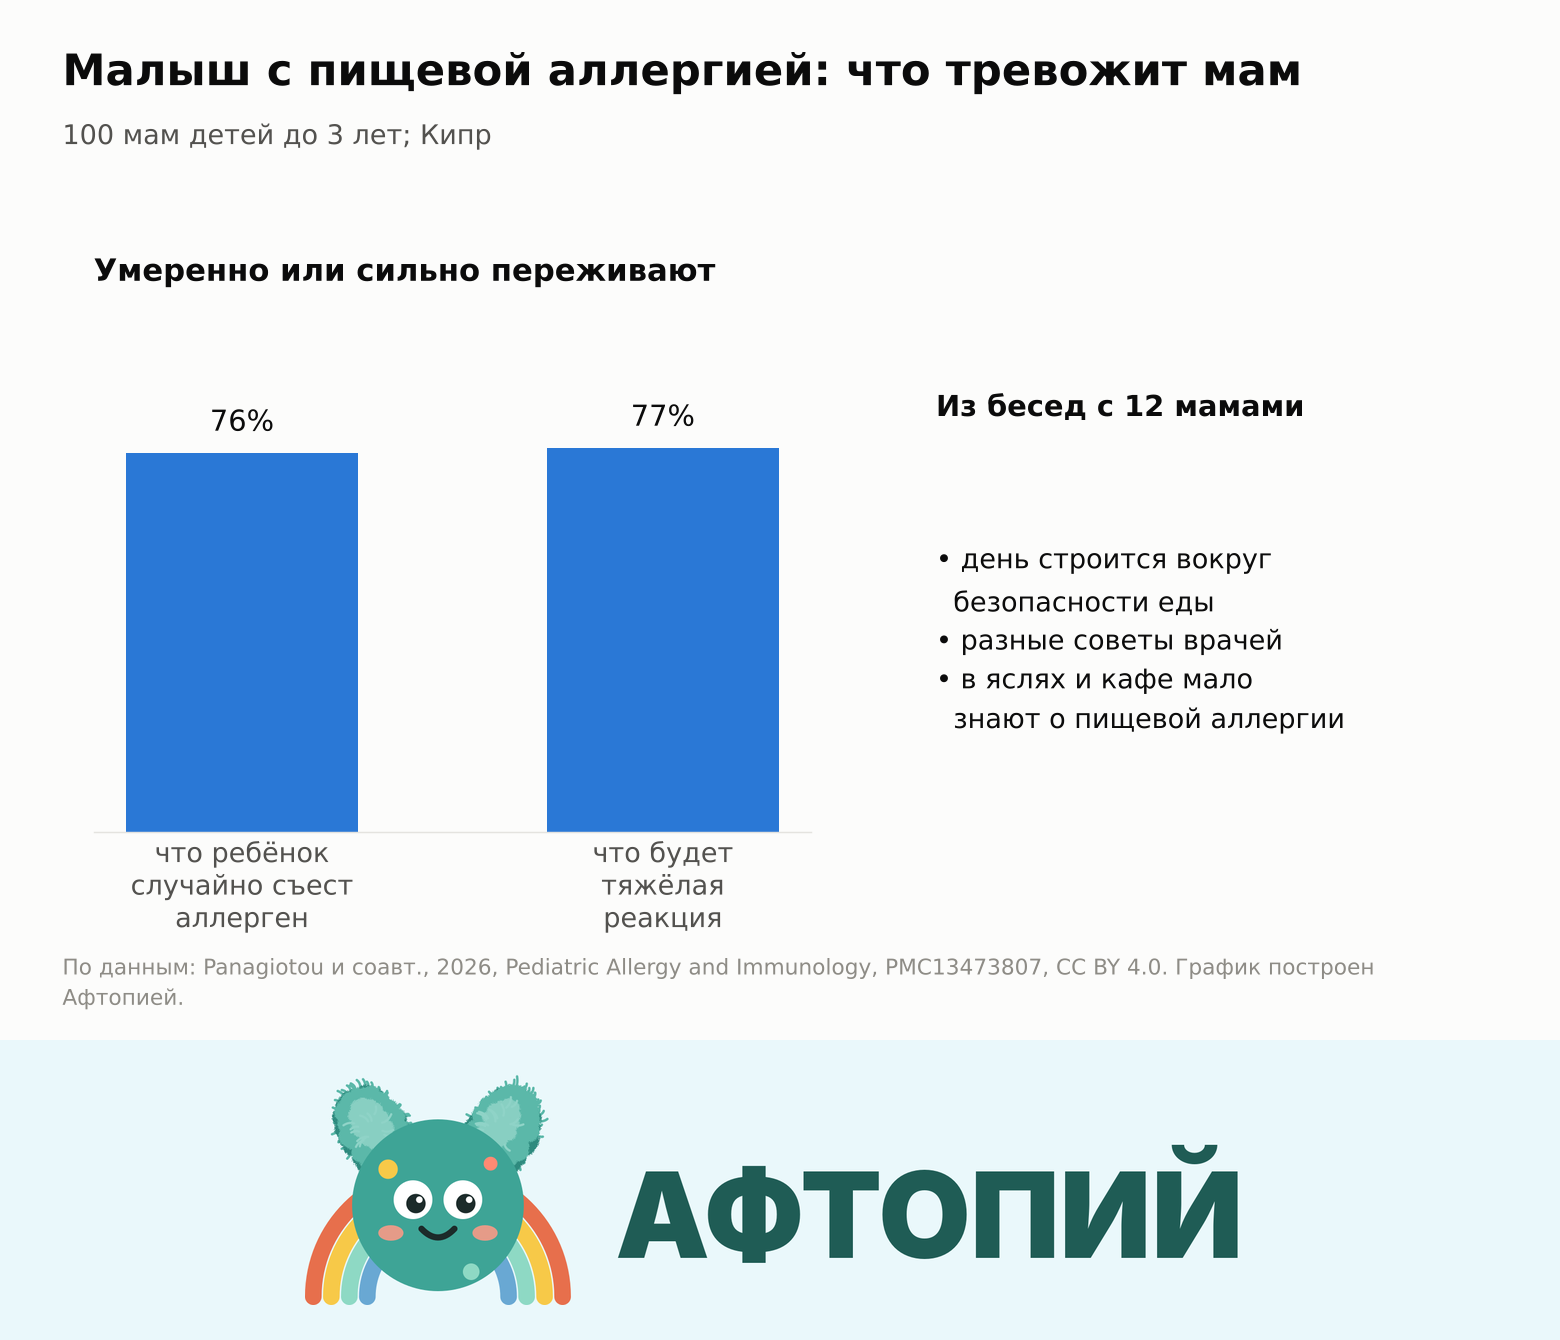 Малыш с пищевой аллергией: что тревожит мам
100 мам детей до 3 лет; Кипр
Умеренно или сильно переживают
76%
77%
что ребёнок
случайно съест
аллерген
что будет
тяжёлая
реакция
Из бесед с 12 мамами
• день строится вокруг
безопасности еды
• разные советы врачей
• в яслях и кафе мало
знают о пищевой аллергии
По данным: Panagiotou и соавт., 2026, Pediatric Allergy and Immunology, PMC13473807, CC BY 4.0. График построен
Афтопией.
АФТОПИЙ